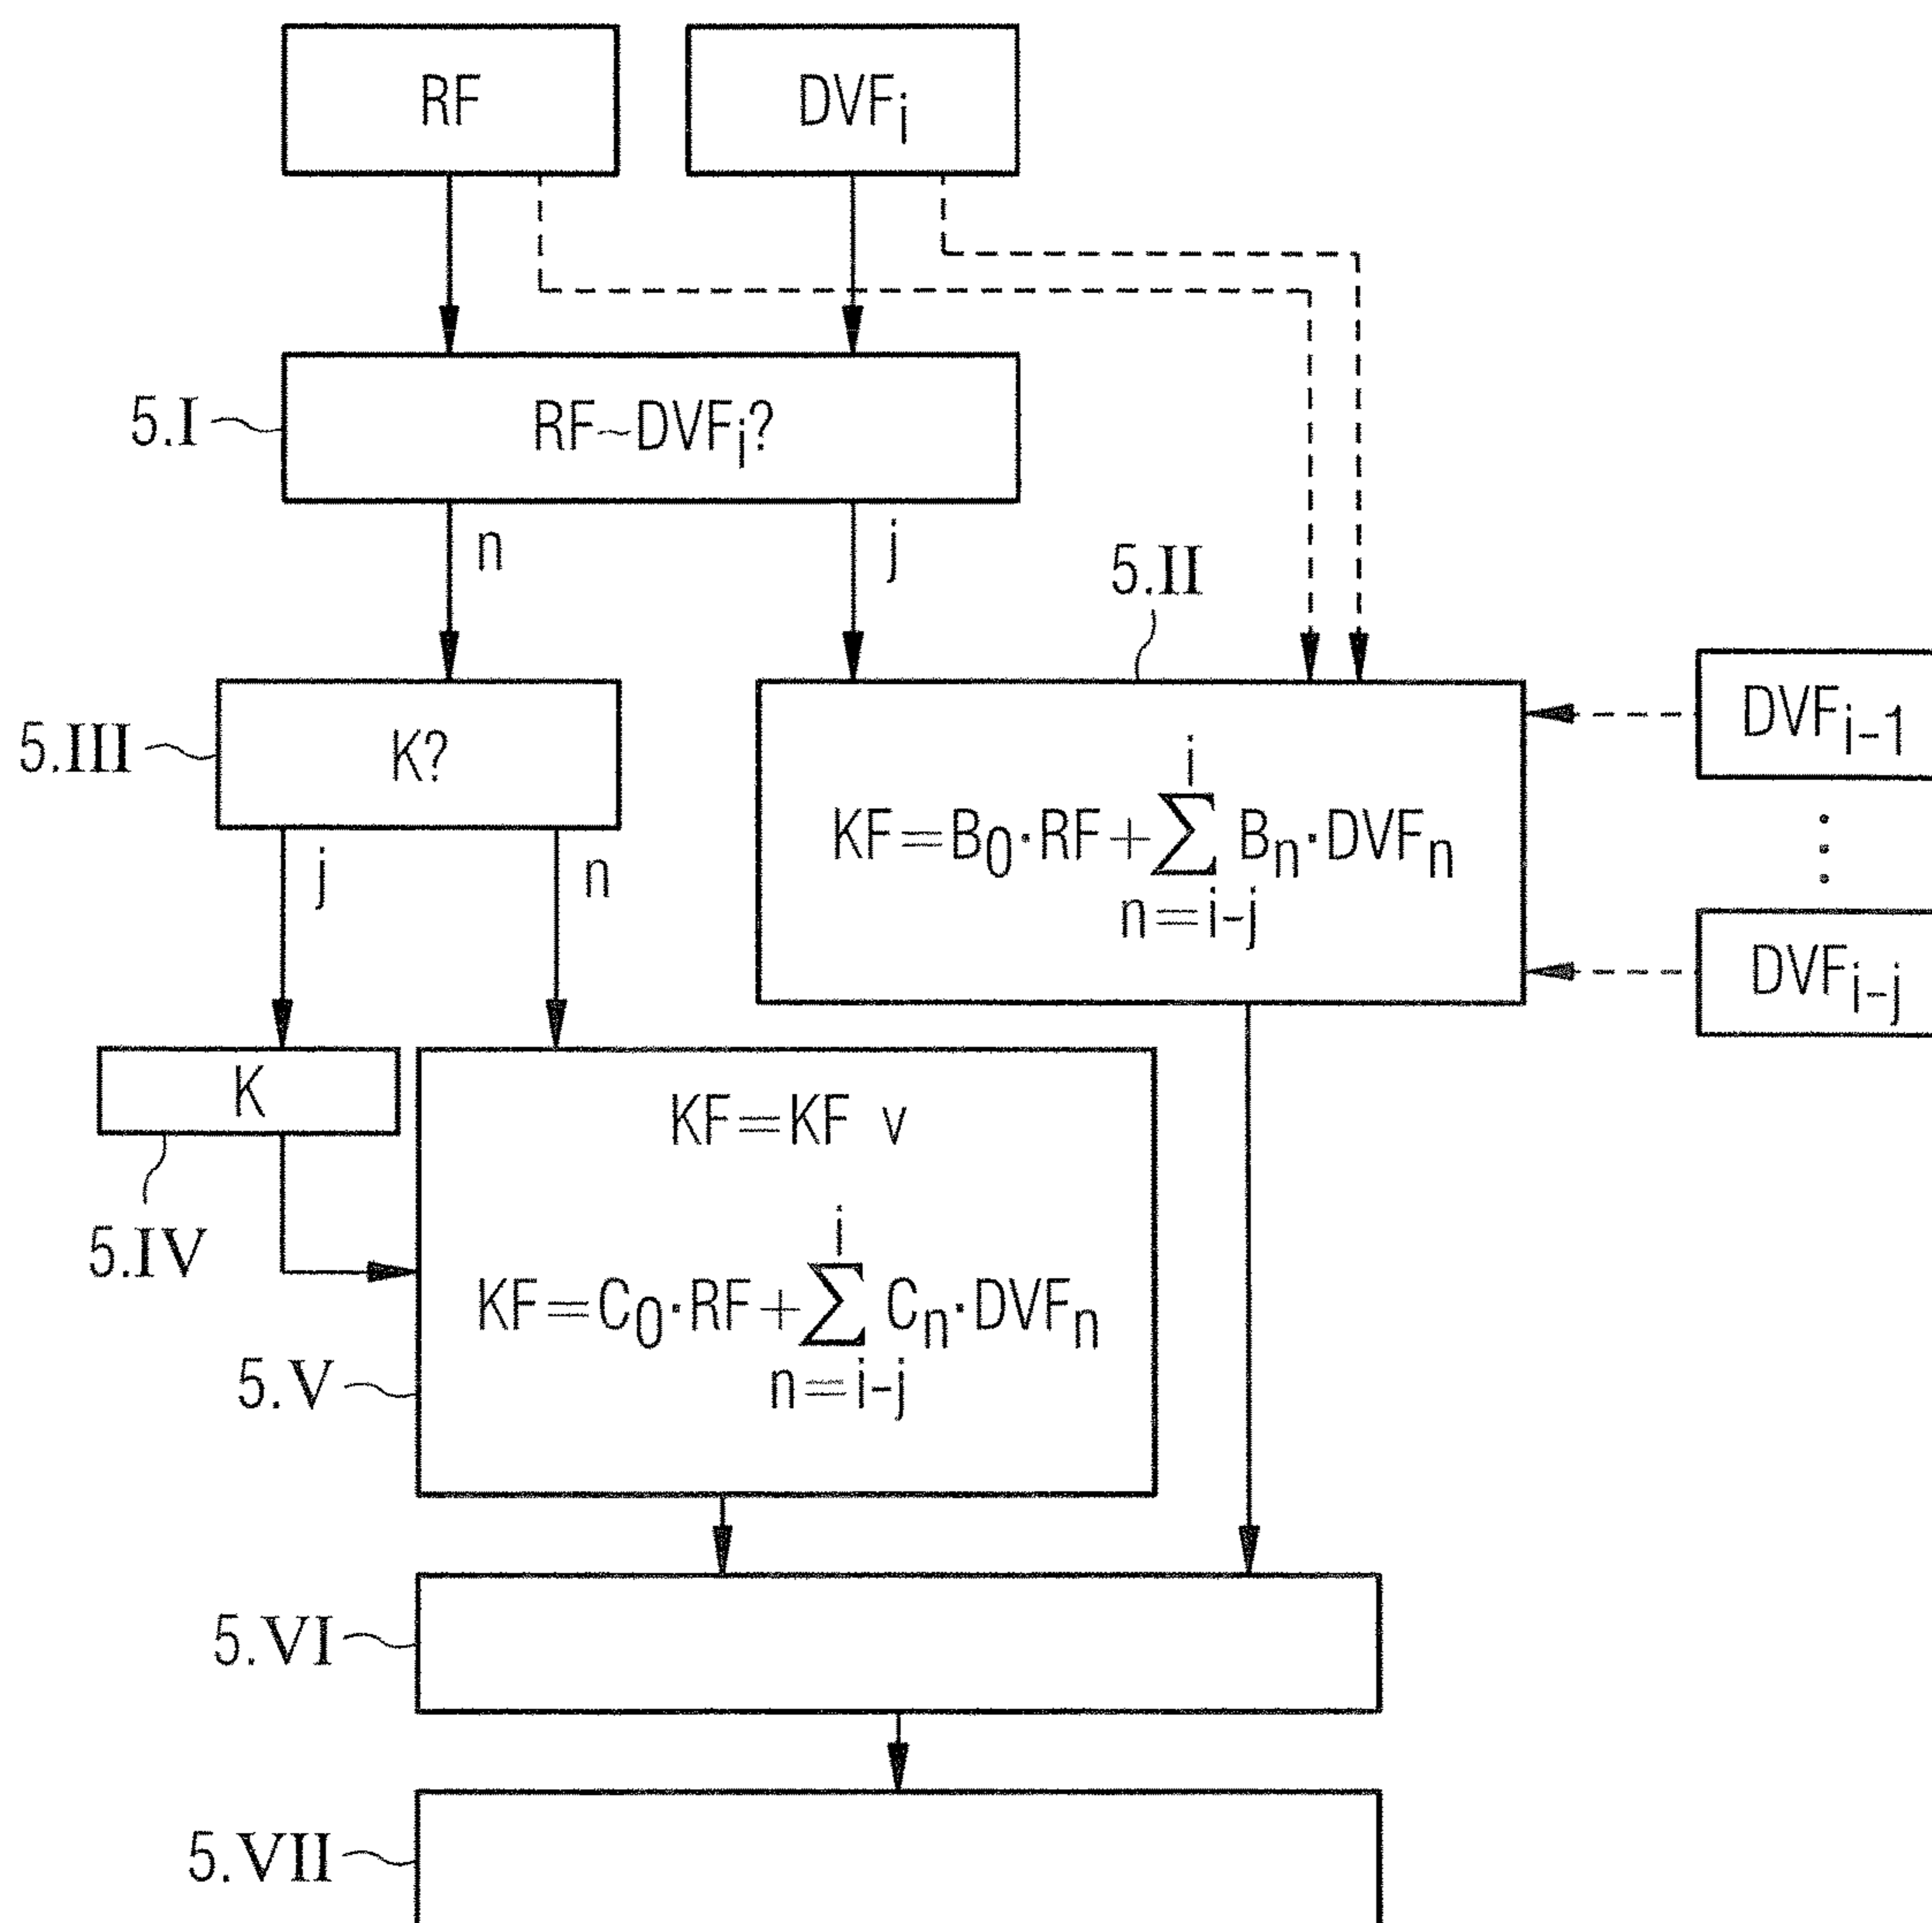 RF
DVFi
5.I
RF~DVFi?
n
j
5.II
5.III
K?
DVFi-1
i
KF=B0·RF+∑ Bn·DVFn
n=i-j
j
n
DVFi-j
K
5.IV
KF=KF v
i
KF=C0·RF+∑ Cn·DVFn
n=i-j
5.V
5.VI
5.VII